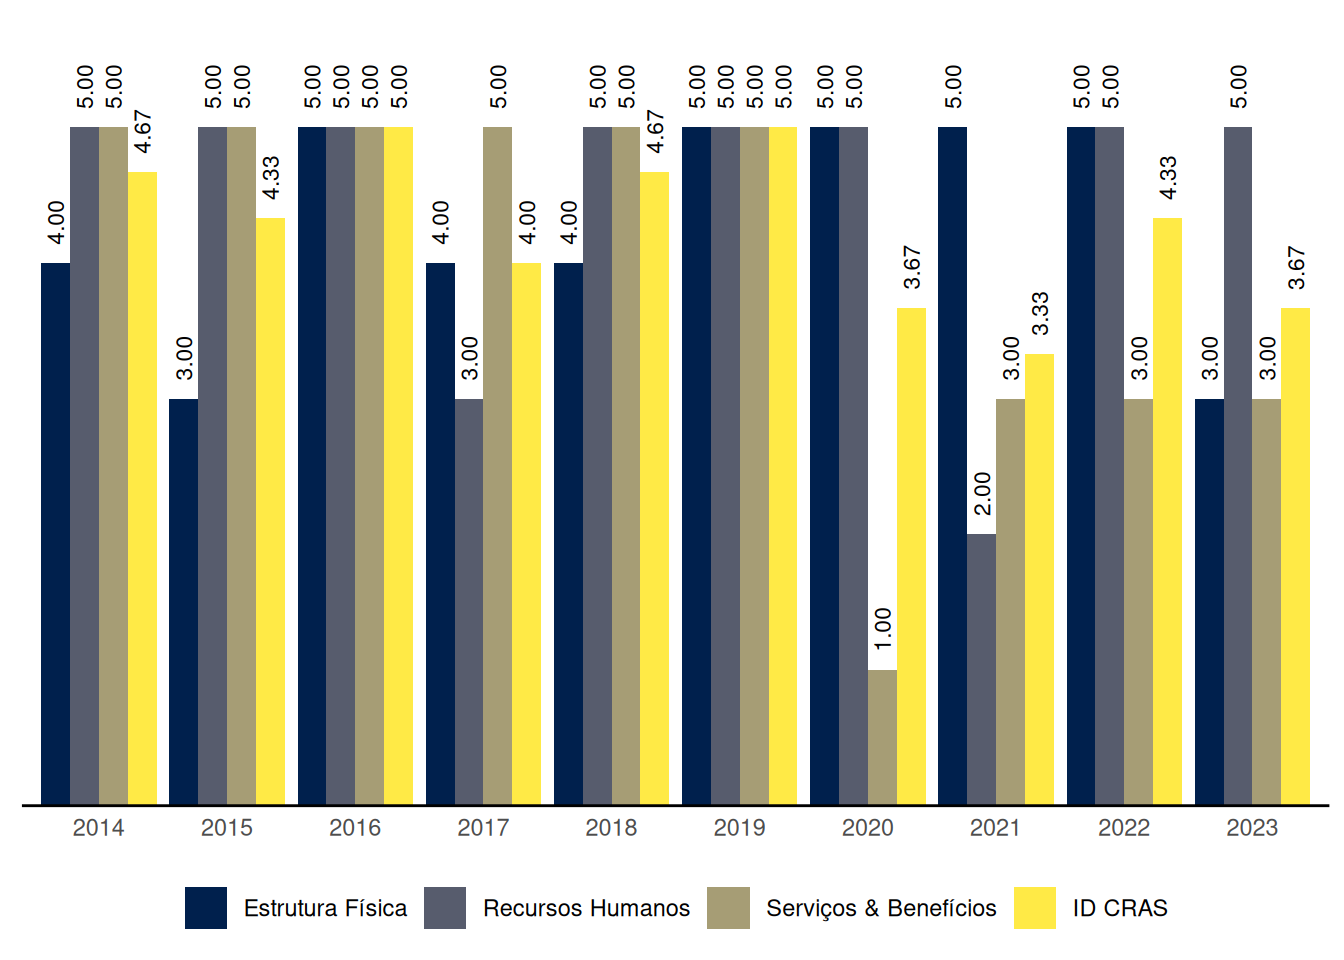 4.00 5.00 5.00 4.67 3.00 5.00 5.00 4.33 5.00 5.00 5.00 5.00 4.00 3.00 5.00 4.00 4.00 5.00 5.00 4.67 5.00 5.00 5.00 5.00 5.00 5.00 1.00 3.67 5.00 2.00 3.00 3.33 5.00 5.00 3.00 4.33 3.00 5.00 3.00 3.67
2014 2015 2016 2017 2018 2019 2020 2021 2022 2023
Estrutura Física Recursos Humanos Serviços & Benefícios ID CRAS